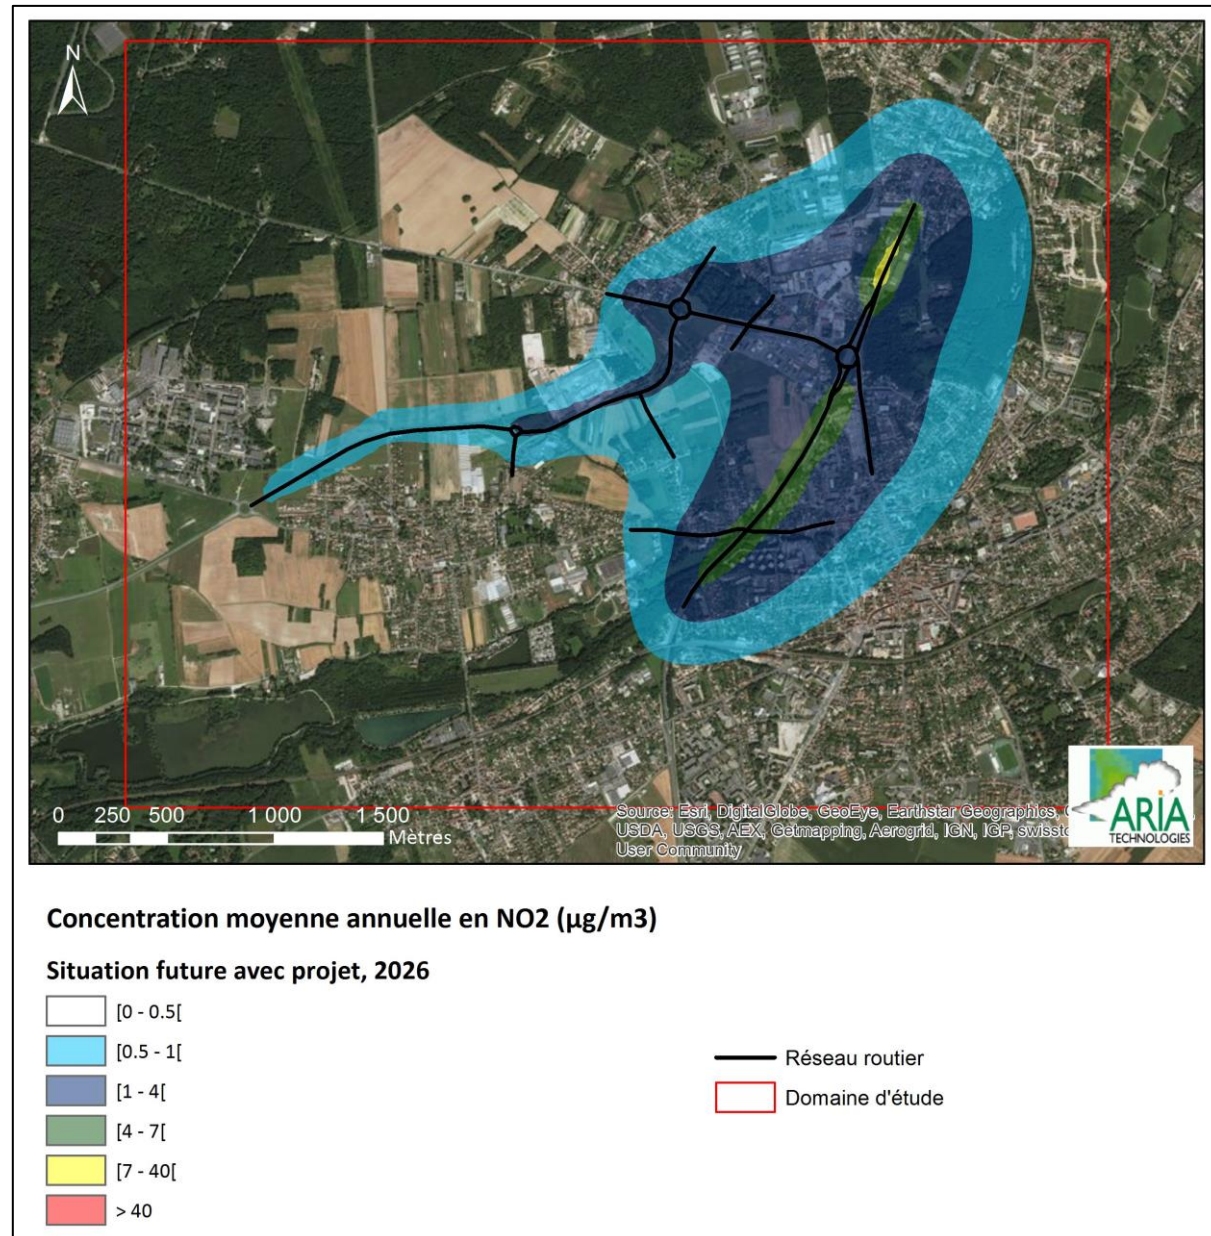 N
0 250 500 1 000 1 500
Mètres
Source: Esri, DigitalGlobe, GeoEye, Earthstar Geographics,
USDA, USGS, AEX, Getmapping, Aerogrid, IGN, IGP,
User Community
ARIA
TECHNOLOGIES
Concentration moyenne annuelle en NO2 (µg/m3)
Situation future avec projet, 2026
[0 - 0.5[
[0.5 - 1[
[1 - 4[
[4 - 7[
[7 - 40[
> 40
Réseau routier
Domaine d'étude